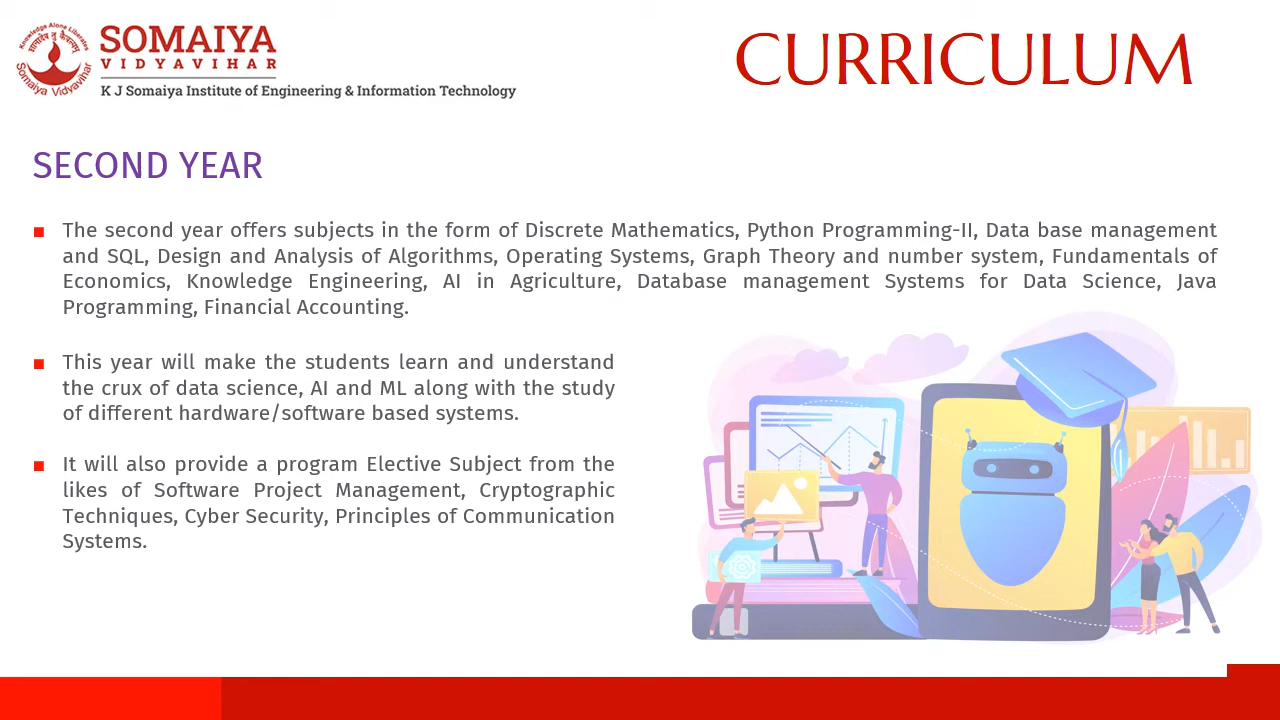 Knowledge Alone Liberates
Somaiya Vidyavihar
SOMAIYA
VIDYAVIHAR
K J Somaiya Institute of Engineering & Information Technology
CURRICULUM
SECOND YEAR
The second year offers subjects in the form of Discrete Mathematics, Python Programming-II, Data base management
and SQL, Design and Analysis of Algorithms, Operating Systems, Graph Theory and number system, Fundamentals of
Economics, Knowledge Engineering, AI in Agriculture, Database management Systems for Data Science, Java
Programming, Financial Accounting.
This year will make the students learn and understand
the crux of data science, AI and ML along with the study
of different hardware/software based systems.
It will also provide a program Elective Subject from the
likes of Software Project Management, Cryptographic
Techniques, Cyber Security, Principles of Communication
Systems.